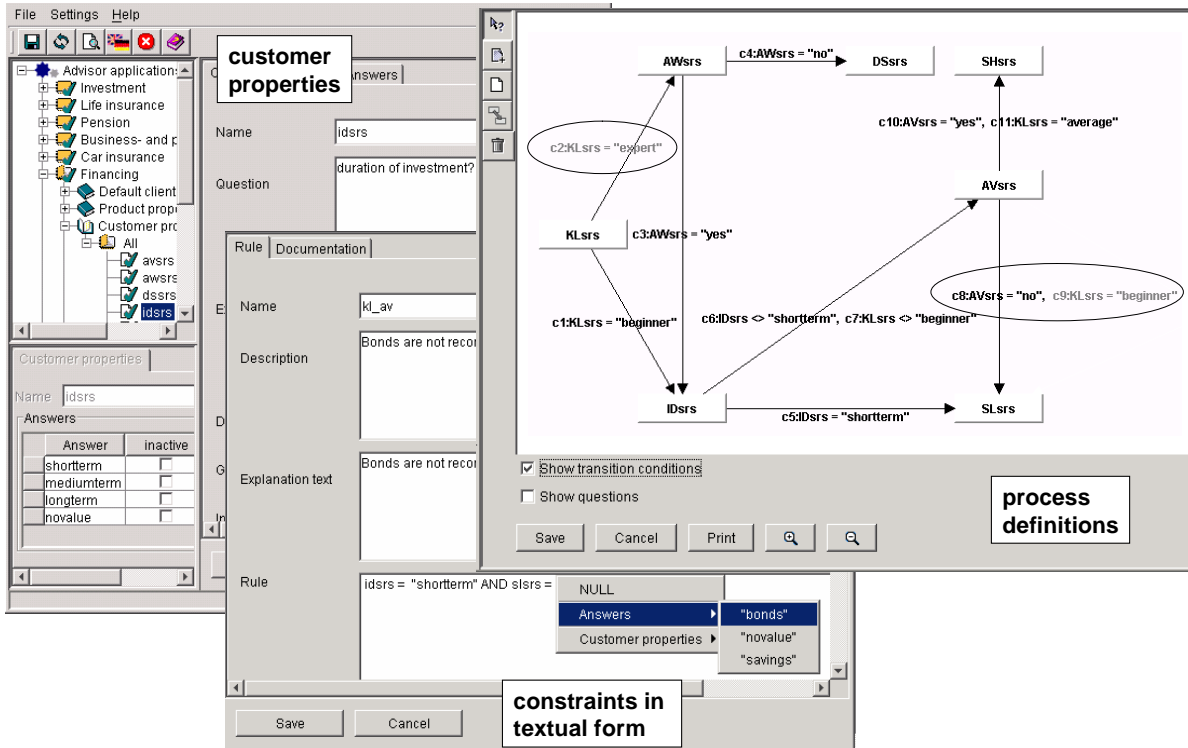 File Settings Help
customer
properties
Answers
Advisor application
Investment
Life insurance
Pension
Business- and p
Car insurance
Financing
Default client
Product prop
Customer pro
All
avsrs
awsrs
dssrs
idsrs
Name
idsrs
Question
duration of investment?
Customer properties
Name idsrs
Answers
Answer inactive
shortterm
mediumterm
longterm
novalue
Rule Documentation
Name
kl_av
Description
Bonds are not recor
Explanation text
Bonds are not recor
Rule
idsrs = "shortterm" AND slsrs =
NULL
Answers
Customer properties
"bonds"
"novalue"
"savings"
Save Cancel
constraints in
textual form
AWsrs
c4:AWsrs = "no"
DSsrs
SHsrs
c10:AVsrs = "yes", c11:KLsrs = "average"
c2:KLsrs = "expert"
AVsrs
KLsrs
c3:AWsrs = "yes"
c8:AVsrs = "no", c9:KLsrs = "beginner"
c1:KLsrs = "beginner"
c6:IDsrs <> "shortterm", c7:KLsrs <> "beginner"
IDsrs
c5:IDsrs = "shortterm"
SLsrs
Show transition conditions
Show questions
Save Cancel Print
process
definitions